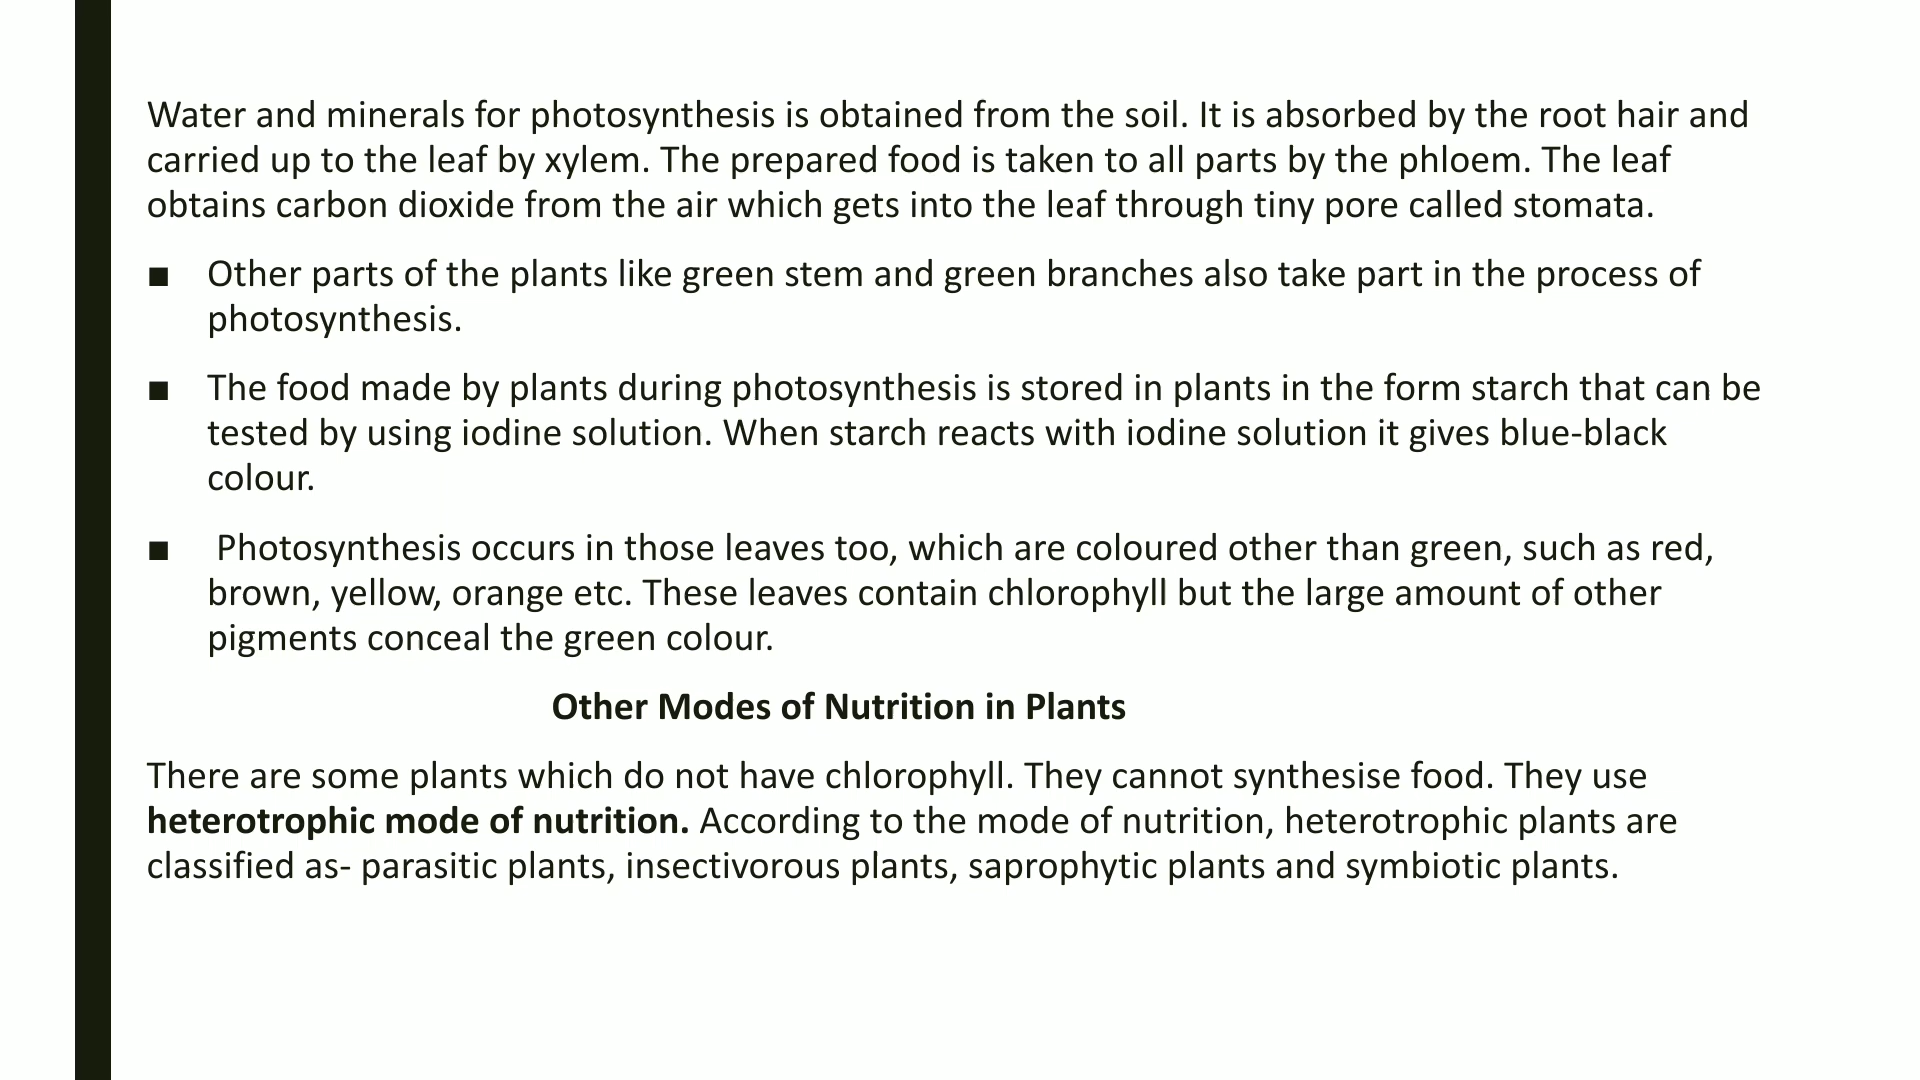 Water and minerals for photosynthesis is obtained from the soil. It is absorbed by the root hair and
carried up to the leaf by xylem. The prepared food is taken to all parts by the phloem. The leaf
obtains carbon dioxide from the air which gets into the leaf through tiny pore called stomata.
■ Other parts of the plants like green stem and green branches also take part in the process of
photosynthesis.
■ The food made by plants during photosynthesis is stored in plants in the form starch that can be
tested by using iodine solution. When starch reacts with iodine solution it gives blue-black
colour.
■ Photosynthesis occurs in those leaves too, which are coloured other than green, such as red,
brown, yellow, orange etc. These leaves contain chlorophyll but the large amount of other
pigments conceal the green colour.
Other Modes of Nutrition in Plants
There are some plants which do not have chlorophyll. They cannot synthesise food. They use
heterotrophic mode of nutrition. According to the mode of nutrition, heterotrophic plants are
classified as- parasitic plants, insectivorous plants, saprophytic plants and symbiotic plants.